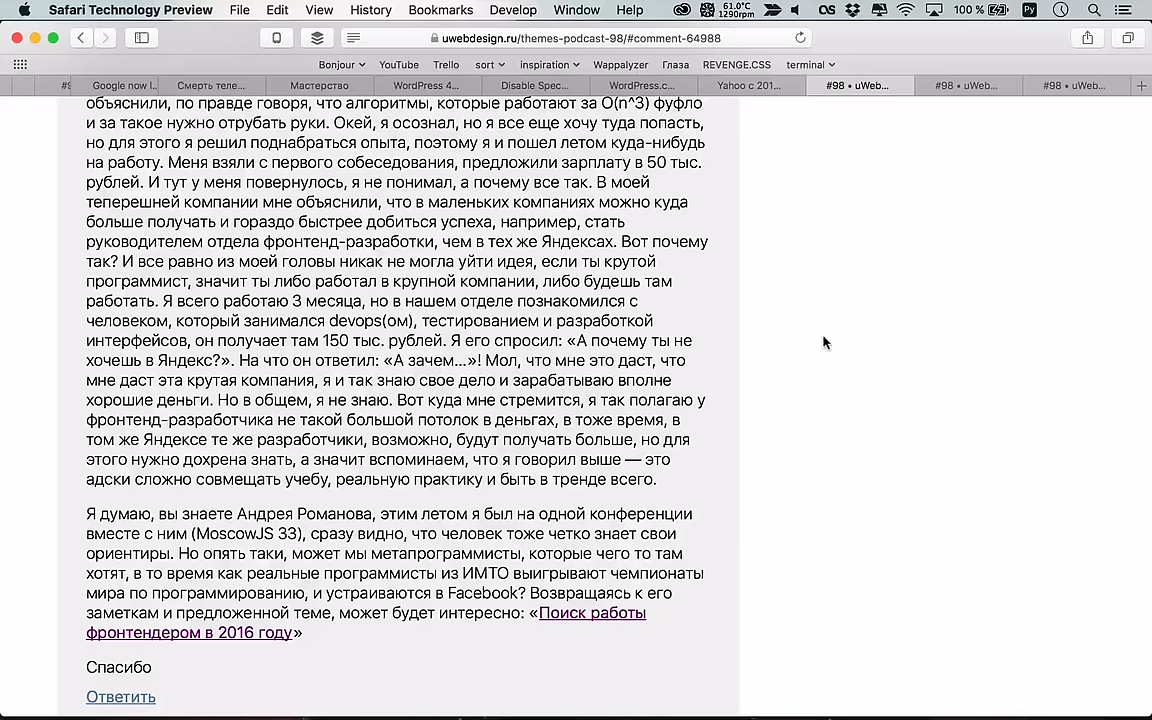 Safari Technology Preview File Edit View History Bookmarks Develop Window Help 61.0°C 1290rpm 100 % Py
uwebdesign.ru/themes-podcast-98/#comment-64988
Bonjour YouTube Trello sort inspiration Wappalyzer Глаза REVENGE.CSS terminal
Google now l... Смерть теле... Мастерство WordPress 4... Disable Spec... WordPress.c... Yahoo с 201... #98 • uWeb... #98 • uWeb... #98 • uWeb...
объяснили, по правде говоря, что алгоритмы, которые работают за O(n^3) фуфло
и за такое нужно отрубать руки. Окей, я осознал, но я все еще хочу туда попасть,
но для этого я решил поднабраться опыта, поэтому я и пошел летом куда-нибудь
на работу. Меня взяли с первого собеседования, предложили зарплату в 50 тыс.
рублей. И тут у меня повернулось, я не понимал, а почему все так. В моей
теперешней компании мне объяснили, что в маленьких компаниях можно куда
больше получать и гораздо быстрее добиться успеха, например, стать
руководителем отдела фронтенд-разработки, чем в тех же Яндексах. Вот почему
так? И все равно из моей головы никак не могла уйти идея, если ты крутой
программист, значит ты либо работал в крупной компании, либо будешь там
работать. Я всего работаю 3 месяца, но в нашем отделе познакомился с
человеком, который занимался devops(ом), тестированием и разработкой
интерфейсов, он получает там 150 тыс. рублей. Я его спросил: «А почему ты не
хочешь в Яндекс?». На что он ответил: «А зачем...»! Мол, что мне это даст, что
мне даст эта крутая компания, я и так знаю свое дело и зарабатываю вполне
хорошие деньги. Но в общем, я не знаю. Вот куда мне стремится, я так полагаю у
фронтенд-разработчика не такой большой потолок в деньгах, в тоже время, в
том же Яндексе те же разработчики, возможно, будут получать больше, но для
этого нужно дохрена знать, а значит вспоминаем, что я говорил выше — это
адски сложно совмещать учебу, реальную практику и быть в тренде всего.
Я думаю, вы знаете Андрея Романова, этим летом я был на одной конференции
вместе с ним (MoscowJS 33), сразу видно, что человек тоже четко знает свои
ориентиры. Но опять таки, может мы метапрограммисты, которые чего то там
хотят, в то время как реальные программисты из ИМТО выигрывают чемпионаты
мира по программированию, и устраиваются в Facebook? Возвращаясь к его
заметкам и предложенной теме, может будет интересно: «Поиск работы
фронтендером в 2016 году»
Спасибо
Ответить